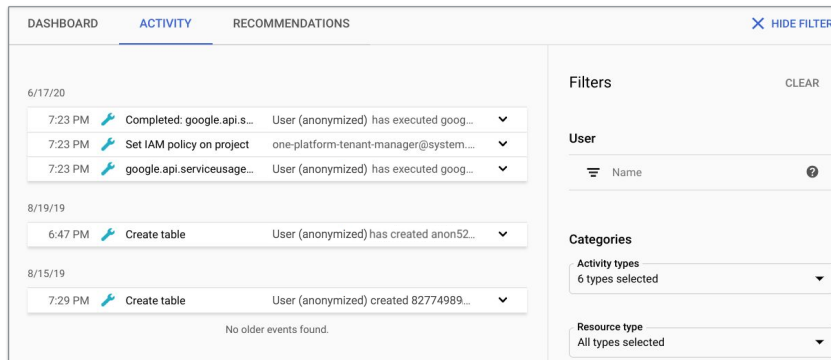 DASHBOARD ACTIVITY RECOMMENDATIONS HIDE FILTER
6/17/20
7:23 PM Completed: google.api.s... User (anonymized) has executed goog...
7:23 PM Set IAM policy on project one-platform-tenant-manager@system....
7:23 PM google.api.serviceusage... User (anonymized) has executed goog...
8/19/19
6:47 PM Create table User (anonymized) has created anon52...
8/15/19
7:29 PM Create table User (anonymized) created 82774989...
No older events found.
Filters CLEAR
User
Name
Categories
Activity types
6 types selected
Resource type
All types selected